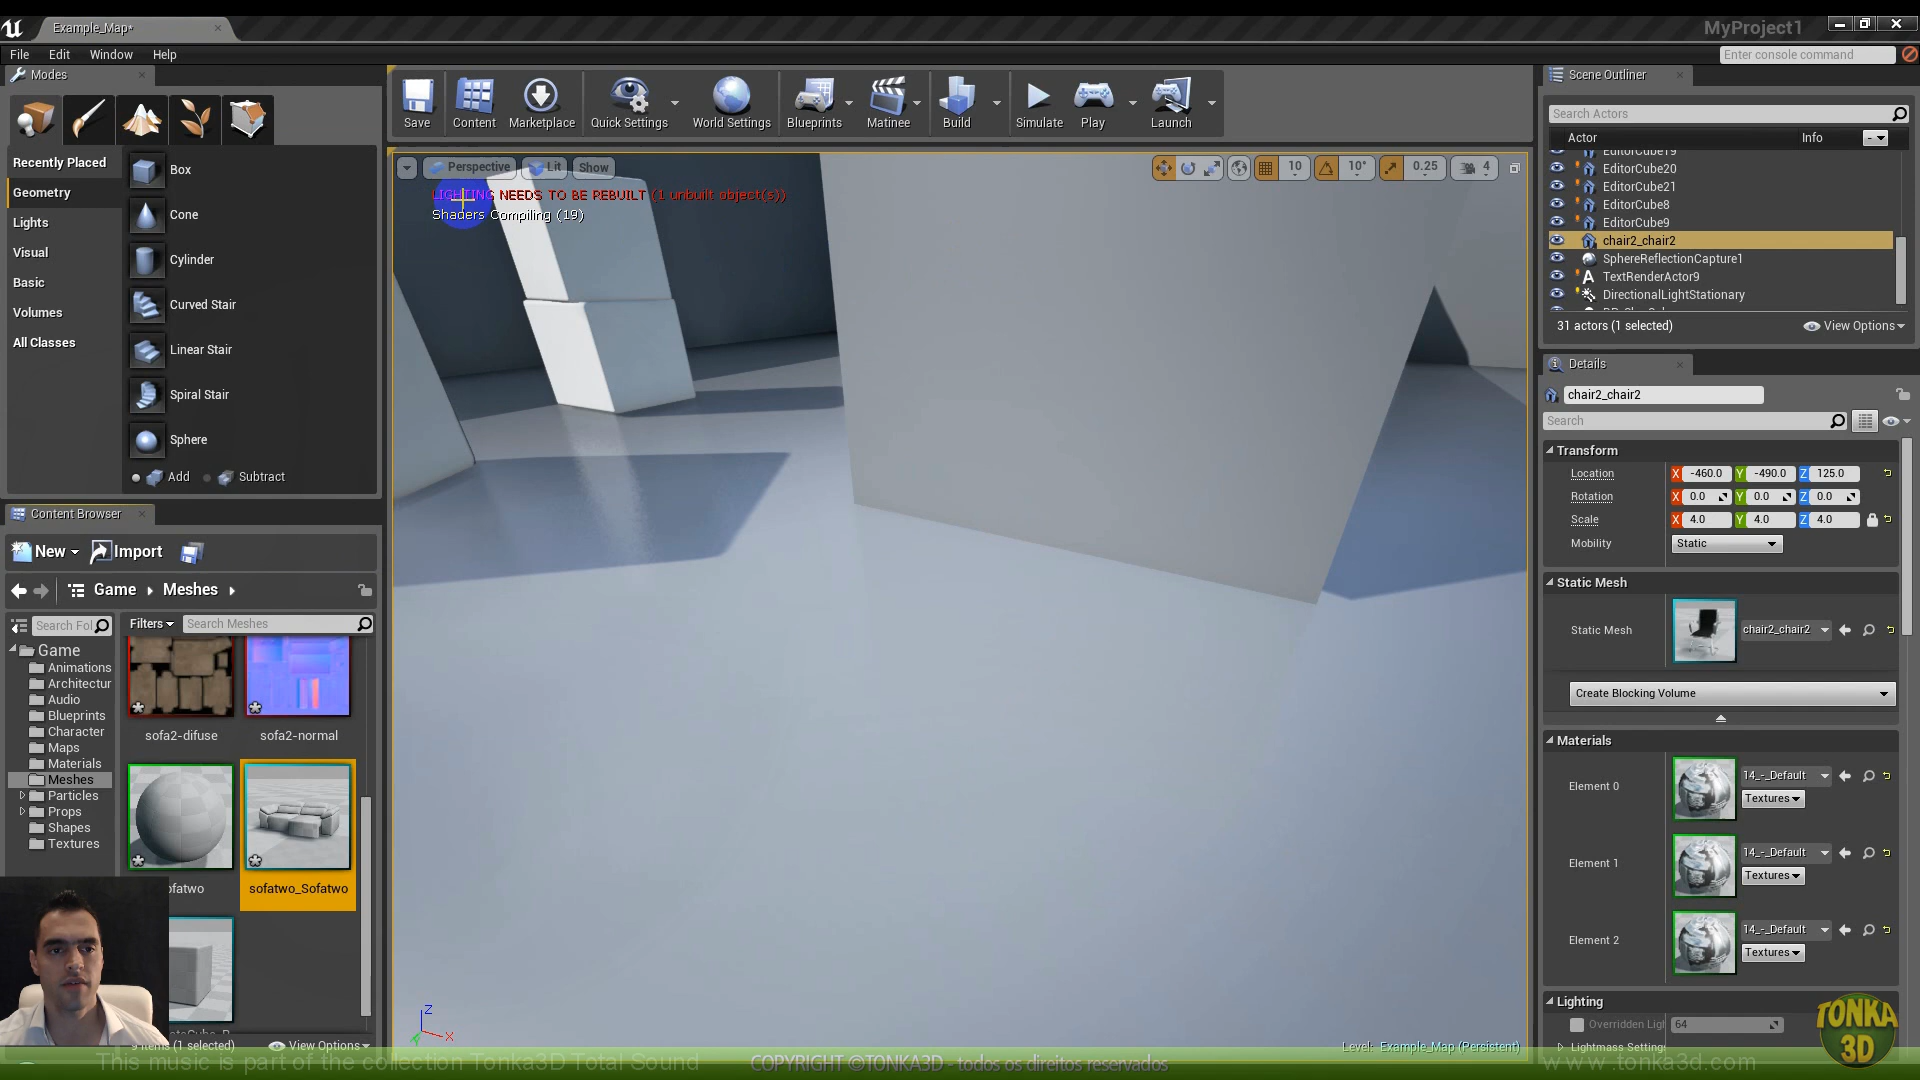 Example_Map*
MyProject1
File Edit Window Help
Enter console command
Modes
Recently Placed
Geometry
Lights
Visual
Basic
Volumes
All Classes
Box
Cone
Cylinder
Curved Stair
Linear Stair
Spiral Stair
Sphere
Add Subtract
Save Content Marketplace Quick Settings World Settings Blueprints Matinee Build Simulate Play Launch
Perspective Lit Show
10 10° 0.25 4
LIGHTING NEEDS TO BE REBUILT (1 unbuilt object(s))
Shaders Compiling (19)
Z
X
Level: Example_Map (Persistent)
Content Browser
New Import
Game Meshes
Search Fol
Filters Search Meshes
Game
Animations
Architectur
Audio
Blueprints
Character
Maps
Materials
Meshes
Particles
Props
Shapes
Textures
sofa2-difuse
sofa2-normal
ofatwo
sofatwo_Sofatwo
9 items (1 selected)
View Options
Scene Outliner
Search Actors
Actor Info
EditorCube19
EditorCube20
EditorCube21
EditorCube8
EditorCube9
chair2_chair2
SphereReflectionCapture1
TextRenderActor9
DirectionalLightStationary
31 actors (1 selected)
View Options
Details
chair2_chair2
Search
Transform
Location X -460.0 Y -490.0 Z 125.0
Rotation X 0.0 Y 0.0 Z 0.0
Scale X 4.0 Y 4.0 Z 4.0
Mobility Static
Static Mesh
Static Mesh chair2_chair2
Create Blocking Volume
Materials
Element 0 14_-_Default
Textures
Element 1 14_-_Default
Textures
Element 2 14_-_Default
Textures
Lighting
Overridden Ligl 64
Lightmass Settings
TONKA
3D
This music is part of the collection Tonka3D Total Sound
COPYRIGHT ©TONKA3D - todos os direitos reservados
www.tonka3d.com